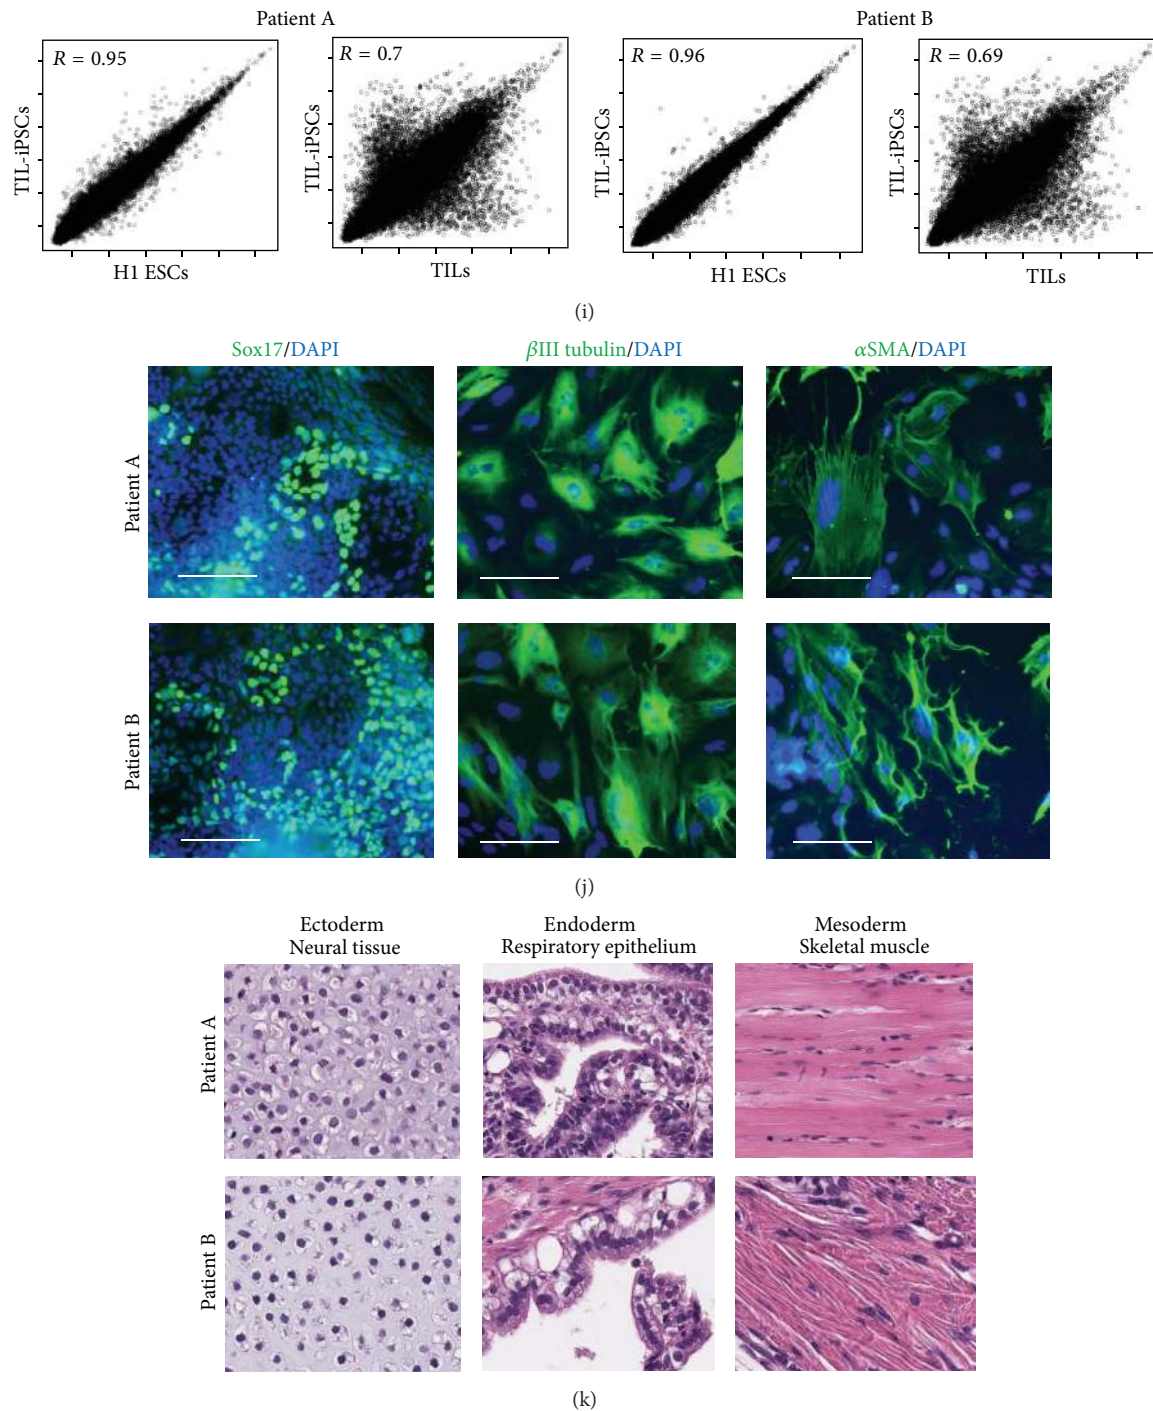 Patient A
Patient B
R = 0.95
R = 0.7
R = 0.96
R = 0.69
TIL-iPSCs
TIL-iPSCs
TIL-iPSCs
TIL-iPSCs
H1 ESCs
TILs
H1 ESCs
TILs
(i)
Sox17/DAPI
βIII tubulin/DAPI
αSMA/DAPI
Patient A
Patient B
(j)
Ectoderm
Neural tissue
Endoderm
Respiratory epithelium
Mesoderm
Skeletal muscle
Patient A
Patient B
(k)